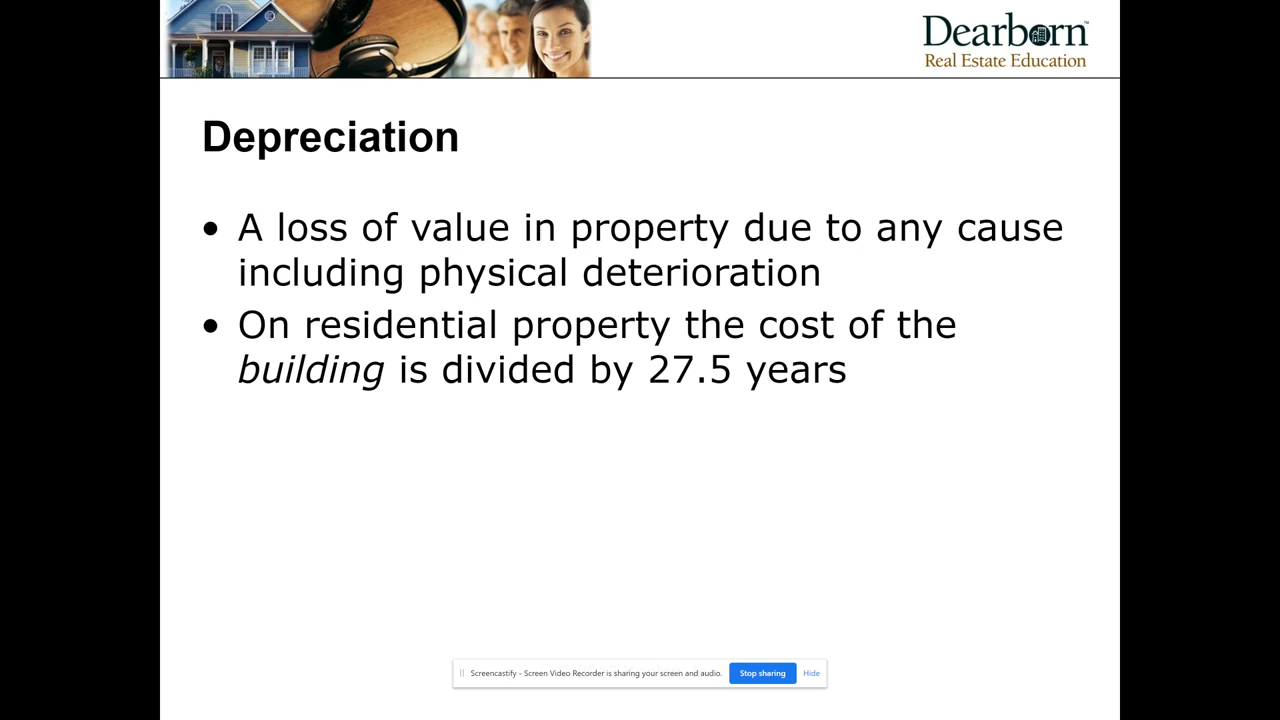 Dearborn™
Real Estate Education
Depreciation
• A loss of value in property due to any cause
including physical deterioration
• On residential property the cost of the
building is divided by 27.5 years
Screencastify - Screen Video Recorder is sharing your screen and audio. Stop sharing Hide